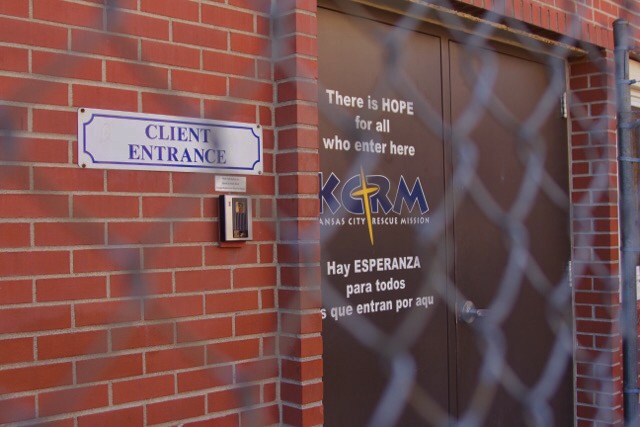 CLIENT
ENTRANCE
There is HOPE
for all
who enter here
KCRM
ANSAS CITY RESCUE MISSION
Hay ESPERANZA
para todos
s que entran por aqu